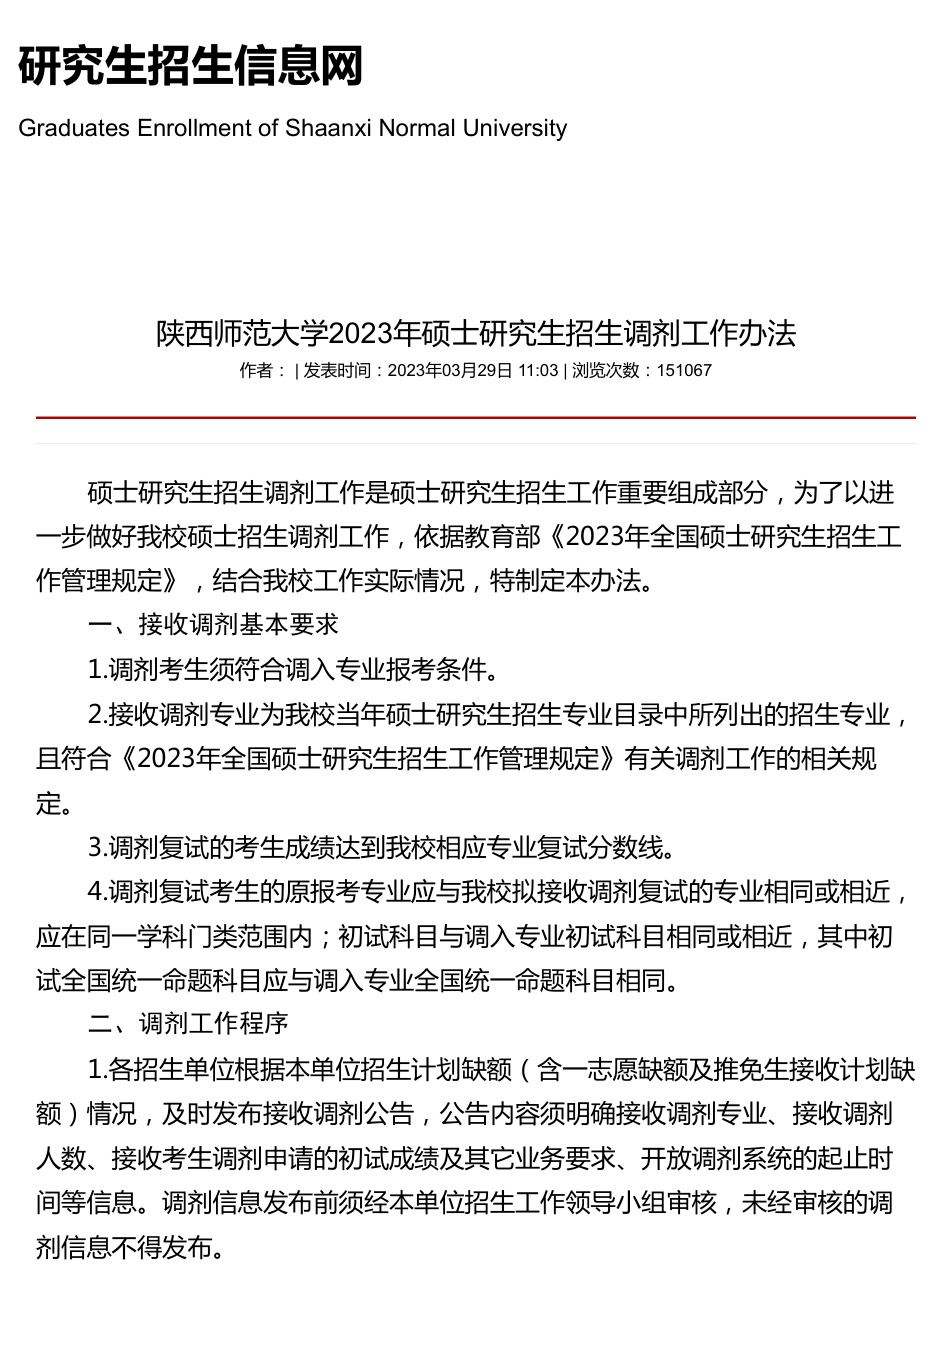 研究生招生信息网
Graduates Enrollment of Shaanxi Normal University
陕西师范大学2023年硕士研究生招生调剂工作办法
作者： | 发表时间：2023年03月29日 11:03 | 浏览次数：151067
硕士研究生招生调剂工作是硕士研究生招生工作重要组成部分，为了以进
一步做好我校硕士招生调剂工作，依据教育部《2023年全国硕士研究生招生工
作管理规定》，结合我校工作实际情况，特制定本办法。
一、接收调剂基本要求
1.调剂考生须符合调入专业报考条件。
2.接收调剂专业为我校当年硕士研究生招生专业目录中所列出的招生专业，
且符合《2023年全国硕士研究生招生工作管理规定》有关调剂工作的相关规
定。
3.调剂复试的考生成绩达到我校相应专业复试分数线。
4.调剂复试考生的原报考专业应与我校拟接收调剂复试的专业相同或相近，
应在同一学科门类范围内；初试科目与调入专业初试科目相同或相近，其中初
试全国统一命题科目应与调入专业全国统一命题科目相同。
二、调剂工作程序
1.各招生单位根据本单位招生计划缺额（含一志愿缺额及推免生接收计划缺
额）情况，及时发布接收调剂公告，公告内容须明确接收调剂专业、接收调剂
人数、接收考生调剂申请的初试成绩及其它业务要求、开放调剂系统的起止时
间等信息。调剂信息发布前须经本单位招生工作领导小组审核，未经审核的调
剂信息不得发布。